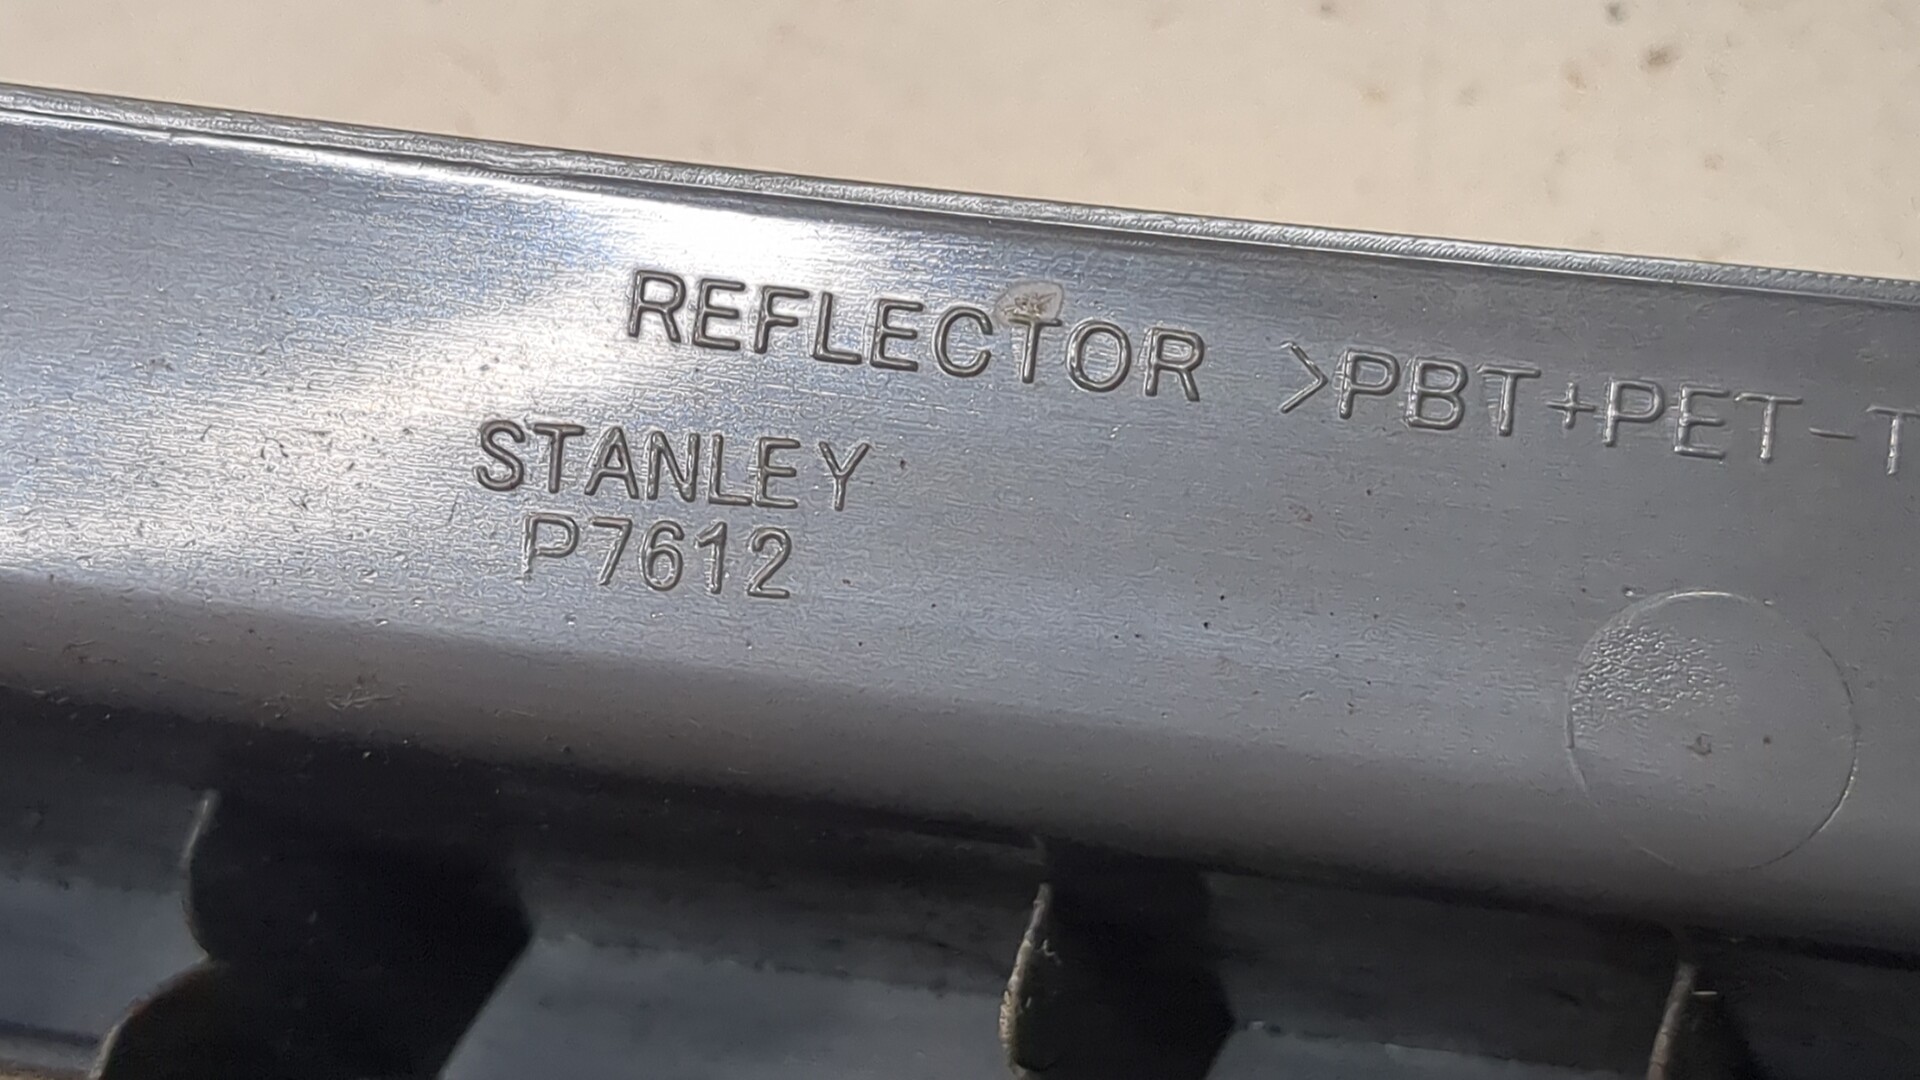 REFLECTOR >PBT+PET-T
STANLEY
P7612